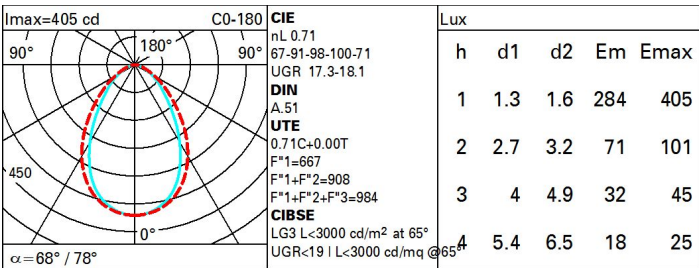 Imax=405 cd C0-180
90° 180° 90°
450
0°
α=68° / 78°
CIE
nL 0.71
67-91-98-100-71
UGR 17.3-18.1
DIN
A.51
UTE
0.71C+0.00T
F"1=667
F"1+F"2=908
F"1+F"2+F"3=984
CIBSE
LG3 L<3000 cd/m² at 65°
UGR<19 | L<3000 cd/mq @65°
Lux
h d1 d2 Em Emax
1 1.3 1.6 284 405
2 2.7 3.2 71 101
3 4 4.9 32 45
4 5.4 6.5 18 25